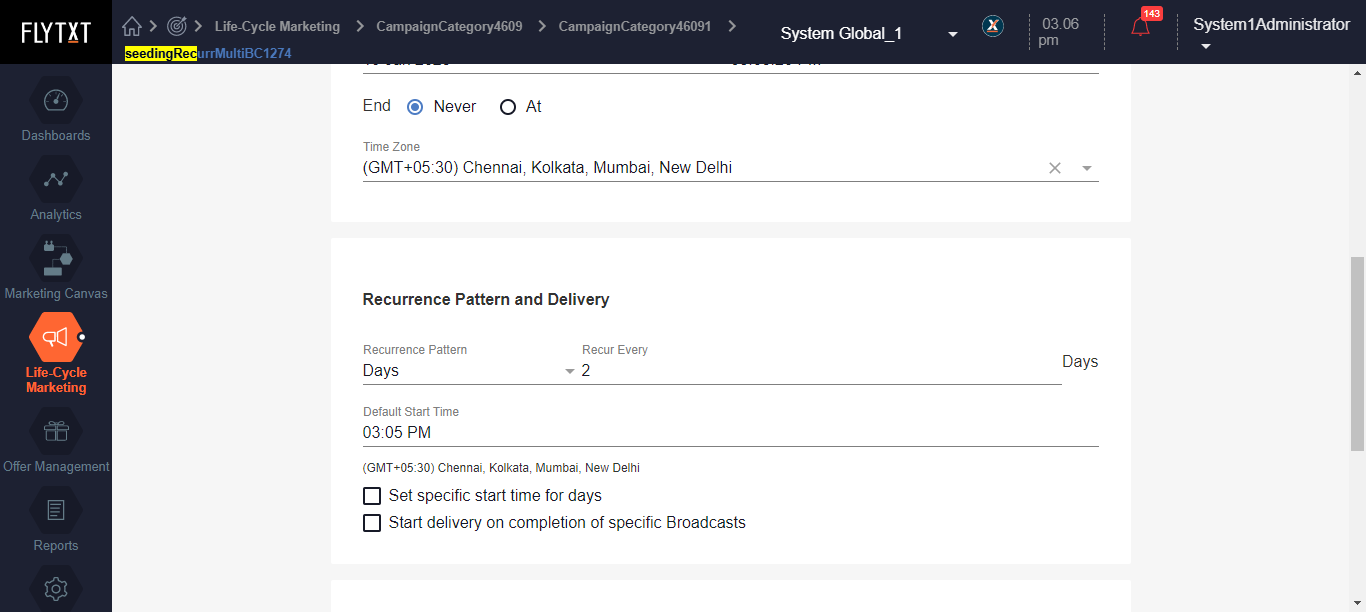 FLYTXT
Life-Cycle Marketing
CampaignCategory4609
CampaignCategory46091
seedingRecurrMultiBC1274
System Global_1
X
03.06
pm
143
System1Administrator
Dashboards
Analytics
Marketing Canvas
Life-Cycle
Marketing
Offer Management
Reports
End
Never
At
Time Zone
(GMT+05:30) Chennai, Kolkata, Mumbai, New Delhi
Recurrence Pattern and Delivery
Recurrence Pattern
Days
Recur Every
2
Days
Default Start Time
03:05 PM
(GMT+05:30) Chennai, Kolkata, Mumbai, New Delhi
Set specific start time for days
Start delivery on completion of specific Broadcasts